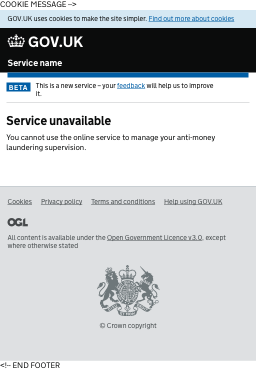 COOKIE MESSAGE -->
GOV.UK uses cookies to make the site simpler. Find out more about cookies
GOV.UK
Service name
BETA This is a new service – your feedback will help us to improve
it.
Service unavailable
You cannot use the online service to manage your anti-money
laundering supervision.
Cookies Privacy policy Terms and conditions Help using GOV.UK
OGL
All content is available under the Open Government Licence v3.0, except
where otherwise stated
© Crown copyright
<!-- END FOOTER